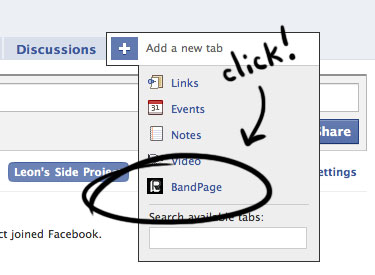 Discussions
+
Add a new tab
click!
Links
31
Events
Notes
Share
Video
Leon's Side Project
ettings
BandPage
Search available tabs:
ct joined Facebook.